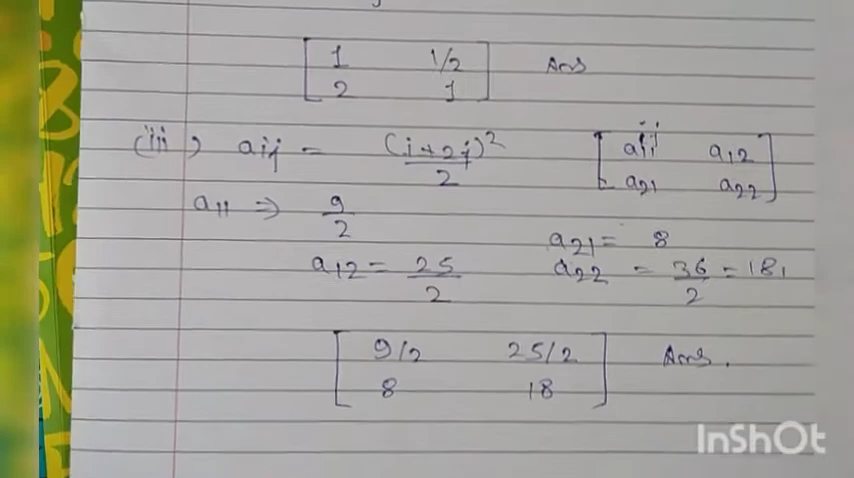 1 1/2 Ans
2 1
(iii) aij = (i+2j)²/2 [ a11 a12
a21 a22 ]
a11 ⇒ 9/2
a21 = 8
a12 = 25/2 a22 = 36/2 = 18,
9/2 25/2 Ans.
8 18
InShOt